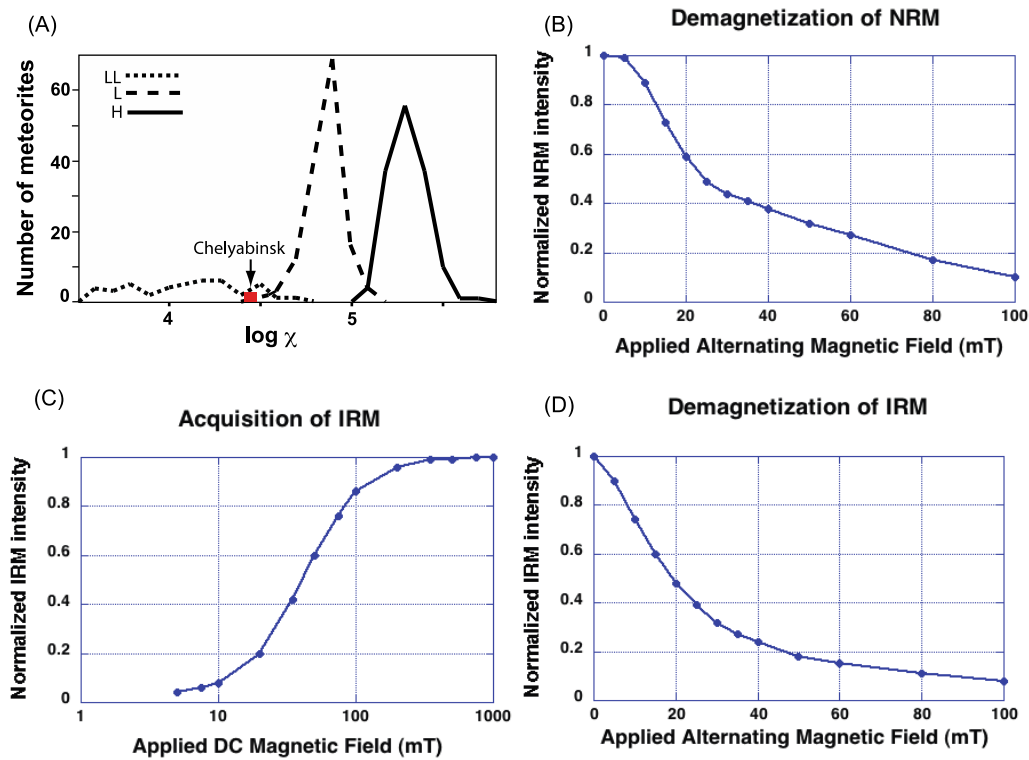 (A)
LL
L
H
Number of meteorites
60
40
20
0
Chelyabinsk
4
5
log χ
(B)
Demagnetization of NRM
Normalized NRM intensity
1
0.8
0.6
0.4
0.2
0
0
20
40
60
80
100
Applied Alternating Magnetic Field (mT)
(C)
Acquisition of IRM
Normalized IRM intensity
1
0.8
0.6
0.4
0.2
0
1
10
100
1000
Applied DC Magnetic Field (mT)
(D)
Demagnetization of IRM
Normalized IRM intensity
1
0.8
0.6
0.4
0.2
0
0
20
40
60
80
100
Applied Alternating Magnetic Field (mT)